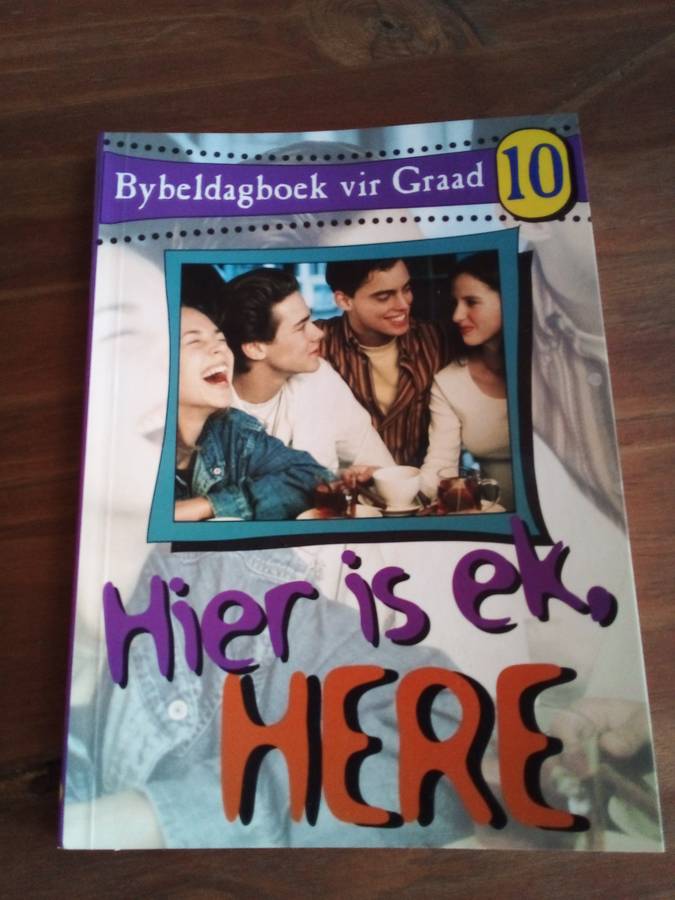 Bybeldagboek vir Graad 10
Hier is ek,
HERE